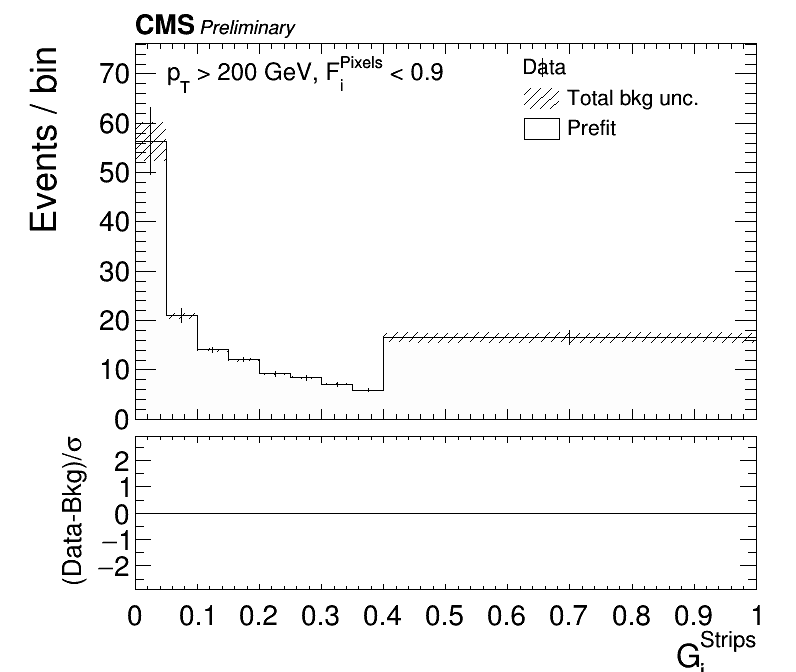 CMS Preliminary
p_T > 200 GeV, F_i^Pixels < 0.9
Data
Total bkg unc.
Prefit
Events / bin
70
60
50
40
30
20
10
0
(Data-Bkg)/σ
2
1
0
−1
−2
0 0.1 0.2 0.3 0.4 0.5 0.6 0.7 0.8 0.9 1
G_i^Strips